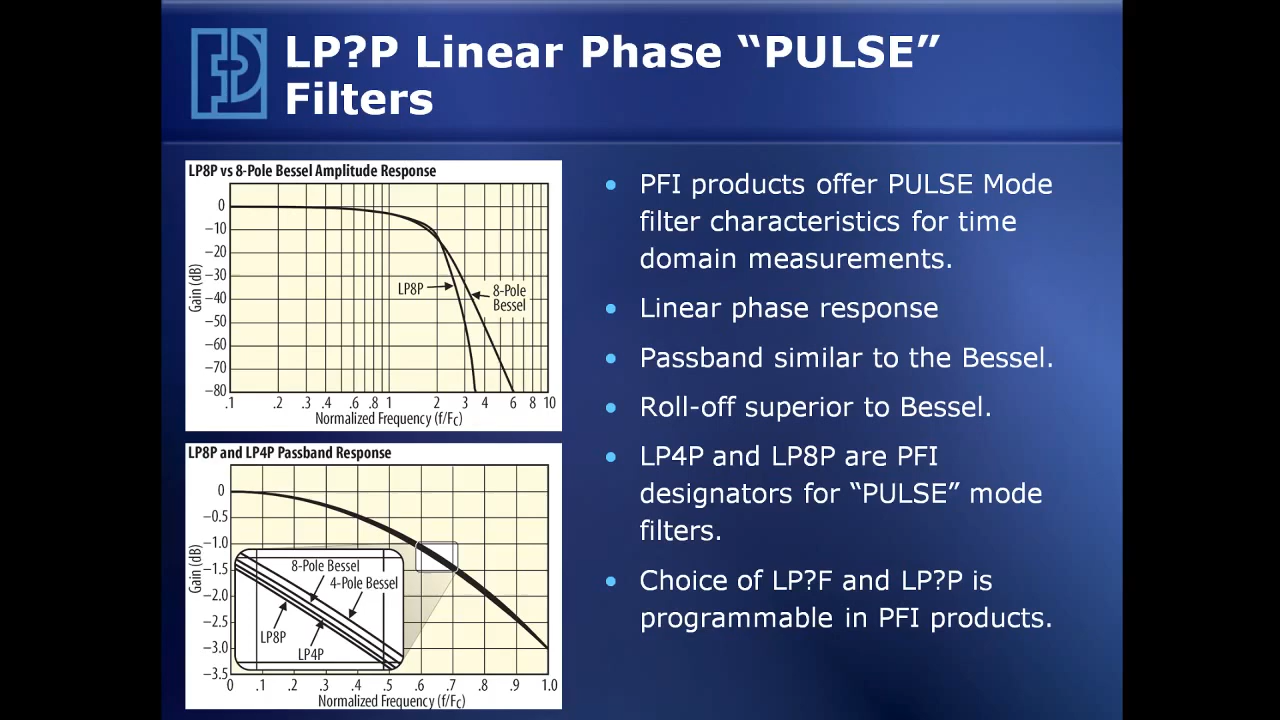 LP?P Linear Phase “PULSE”
Filters
LP8P vs 8-Pole Bessel Amplitude Response
0
–10
–20
–30
–40
–50
–60
–70
–80
Gain (dB)
LP8P
8-Pole
Bessel
.1 .2 .3 .4 .6 .8 1 2 3 4 6 8 10
Normalized Frequency (f/Fc)
LP8P and LP4P Passband Response
0
–0.5
–1.0
–1.5
–2.0
–2.5
–3.0
–3.5
Gain (dB)
8-Pole Bessel
4-Pole Bessel
LP8P
LP4P
0 .1 .2 .3 .4 .5 .6 .7 .8 .9 1.0
Normalized Frequency (f/Fc)
• PFI products offer PULSE Mode
filter characteristics for time
domain measurements.
• Linear phase response
• Passband similar to the Bessel.
• Roll-off superior to Bessel.
• LP4P and LP8P are PFI
designators for “PULSE” mode
filters.
• Choice of LP?F and LP?P is
programmable in PFI products.